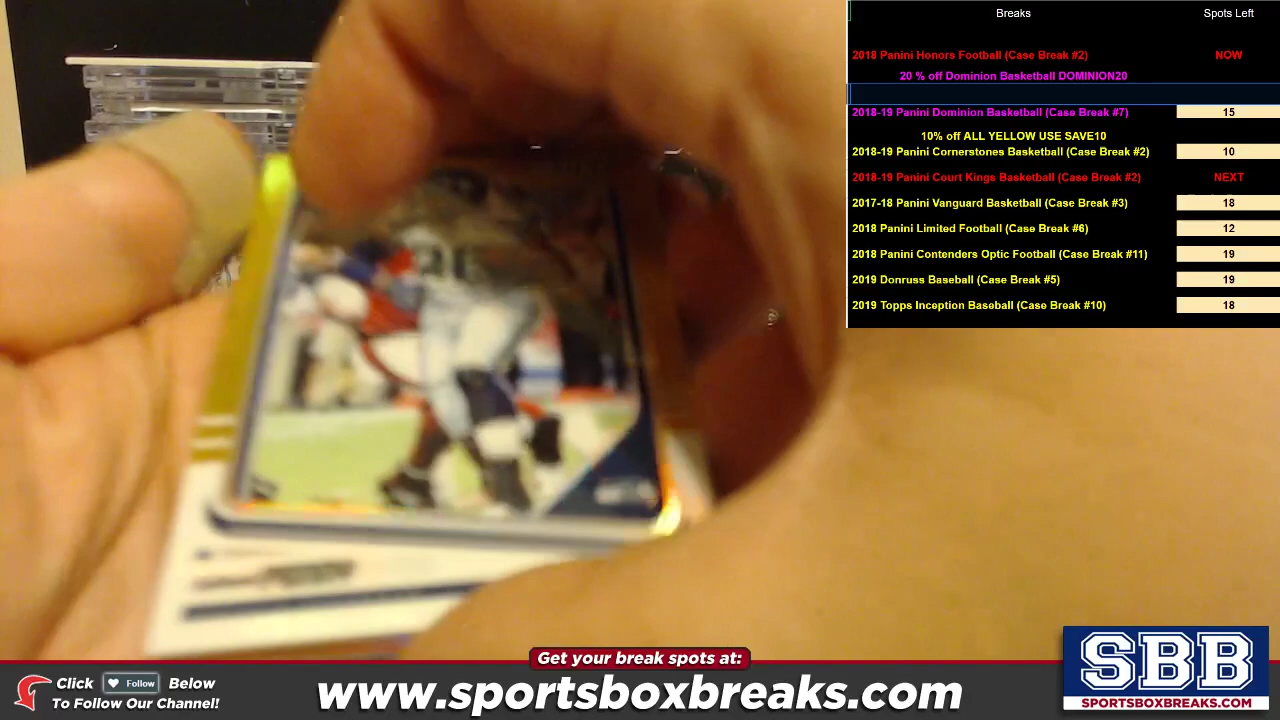 Breaks Spots Left
2018 Panini Honors Football (Case Break #2) NOW
20 % off Dominion Basketball DOMINION20
2018-19 Panini Dominion Basketball (Case Break #7) 15
10% off ALL YELLOW USE SAVE10
2018-19 Panini Cornerstones Basketball (Case Break #2) 10
2018-19 Panini Court Kings Basketball (Case Break #2) NEXT
2017-18 Panini Vanguard Basketball (Case Break #3) 18
2018 Panini Limited Football (Case Break #6) 12
2018 Panini Contenders Optic Football (Case Break #11) 19
2019 Donruss Baseball (Case Break #5) 19
2019 Topps Inception Baseball (Case Break #10) 18
Get your break spots at:
Click Follow Below
To Follow Our Channel!
www.sportsboxbreaks.com
SBB
SPORTSBOXBREAKS.COM